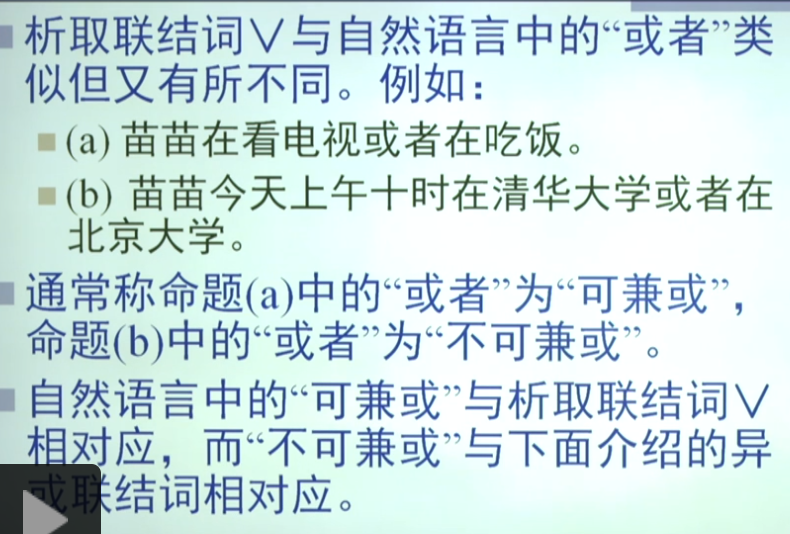 析取联结词∨与自然语言中的“或者”类
似但又有所不同。例如：
(a) 苗苗在看电视或者在吃饭。
(b) 苗苗今天上午十时在清华大学或者在
北京大学。
通常称命题(a)中的“或者”为“可兼或”，
命题(b)中的“或者”为“不可兼或”。
自然语言中的“可兼或”与析取联结词∨
相对应，而“不可兼或”与下面介绍的异
或联结词相对应。